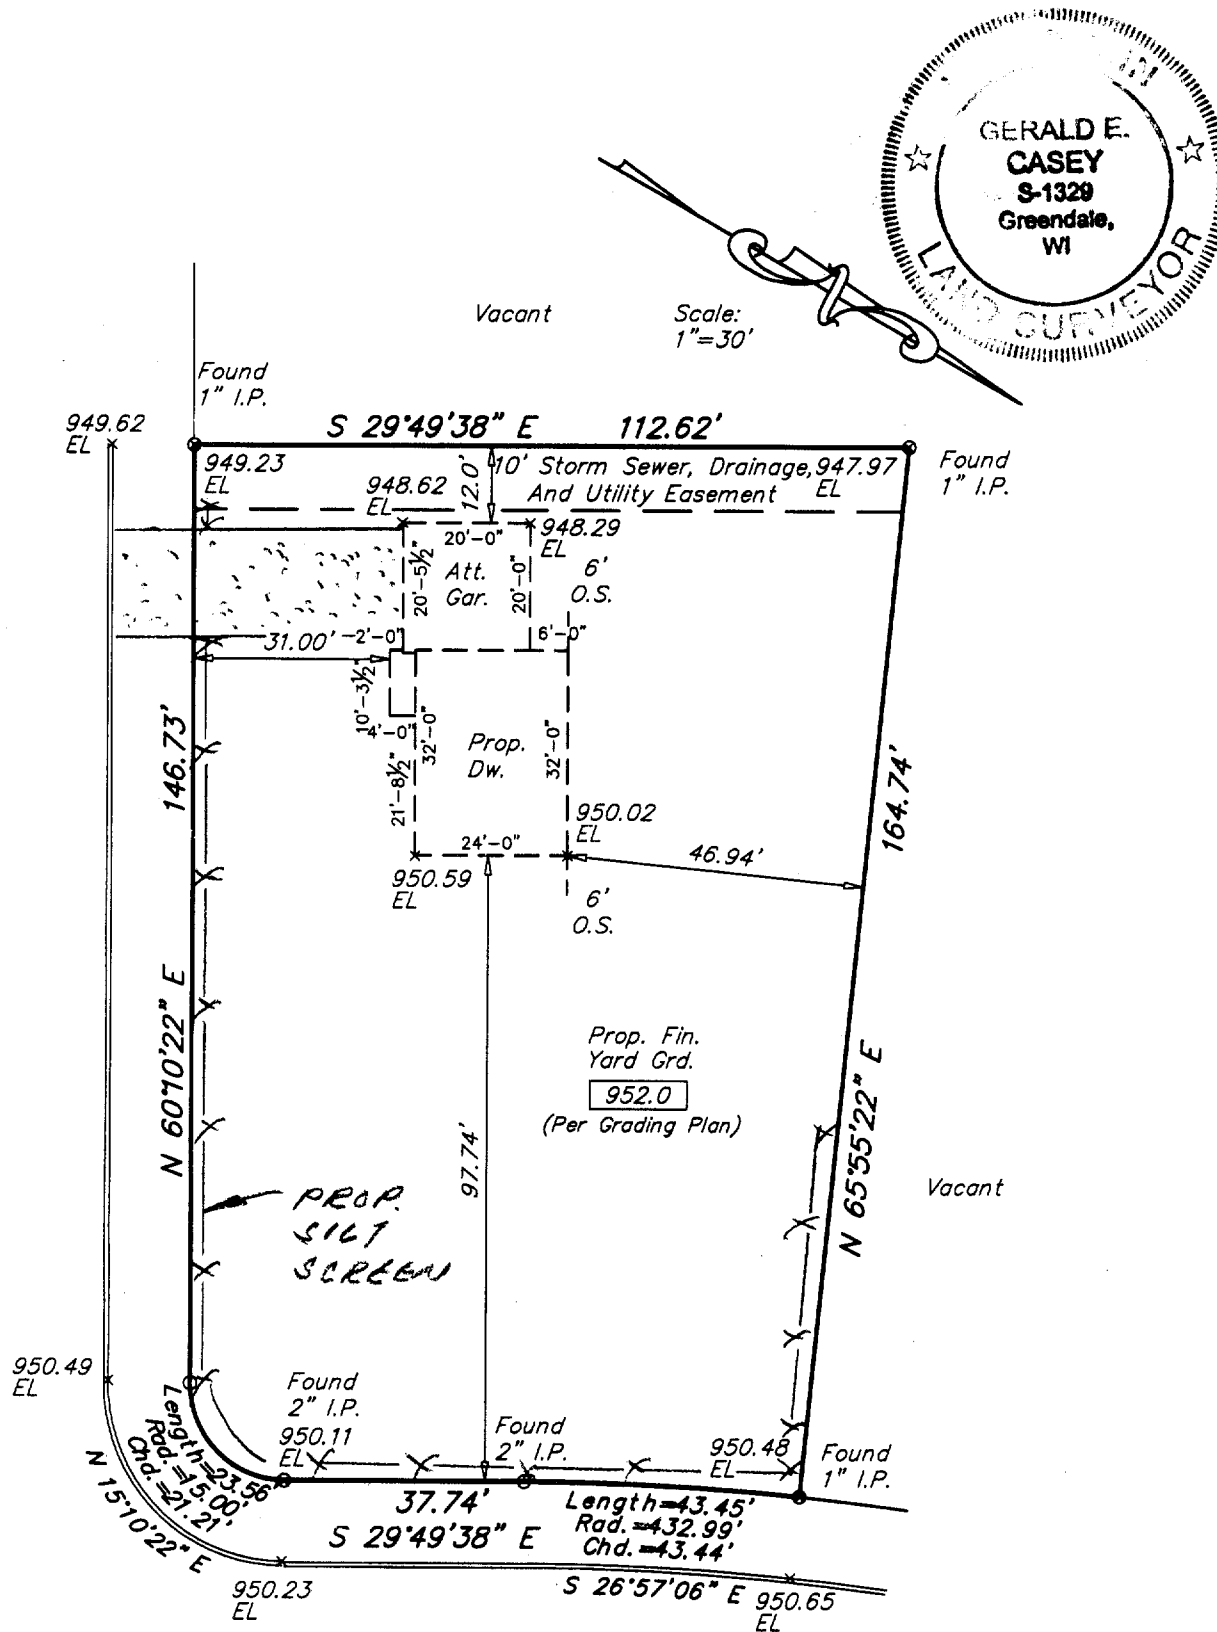 IN
GERALD E.
CASEY
S-1329
Greendale,
WI
LAND SURVEYOR
Vacant
Scale:
1"=30'
Found
1" I.P.
949.62
EL
S 29°49'38" E 112.62'
949.23
EL
948.62
EL
12.0'
10' Storm Sewer, Drainage,
And Utility Easement
947.97
EL
Found
1" I.P.
20'-0"
948.29
EL
20'-5½"
Att.
Gar.
20'-0"
6'
O.S.
31.00'
2'-0"
6'-0"
10'-3½"
4'-0"
32'-0"
21'-8½"
Prop.
Dw.
32'-0"
146.73'
164.74'
950.02
EL
24'-0"
46.94'
950.59
EL
6'
O.S.
N 60°10'22" E
Prop. Fin.
Yard Grd.
952.0
(Per Grading Plan)
97.74'
N 65°55'22" E
Vacant
PROP.
SILT
SCREEN
950.49
EL
Found
2" I.P.
950.11
EL
Found
2" I.P.
950.48
EL
Found
1" I.P.
Length=23.56'
Rad.=15.00'
Chd.=21.21'
N 15°10'22" E
37.74'
S 29°49'38" E
Length=43.45'
Rad.=432.99'
Chd.=43.44'
S 26°57'06" E
950.23
EL
950.65
EL